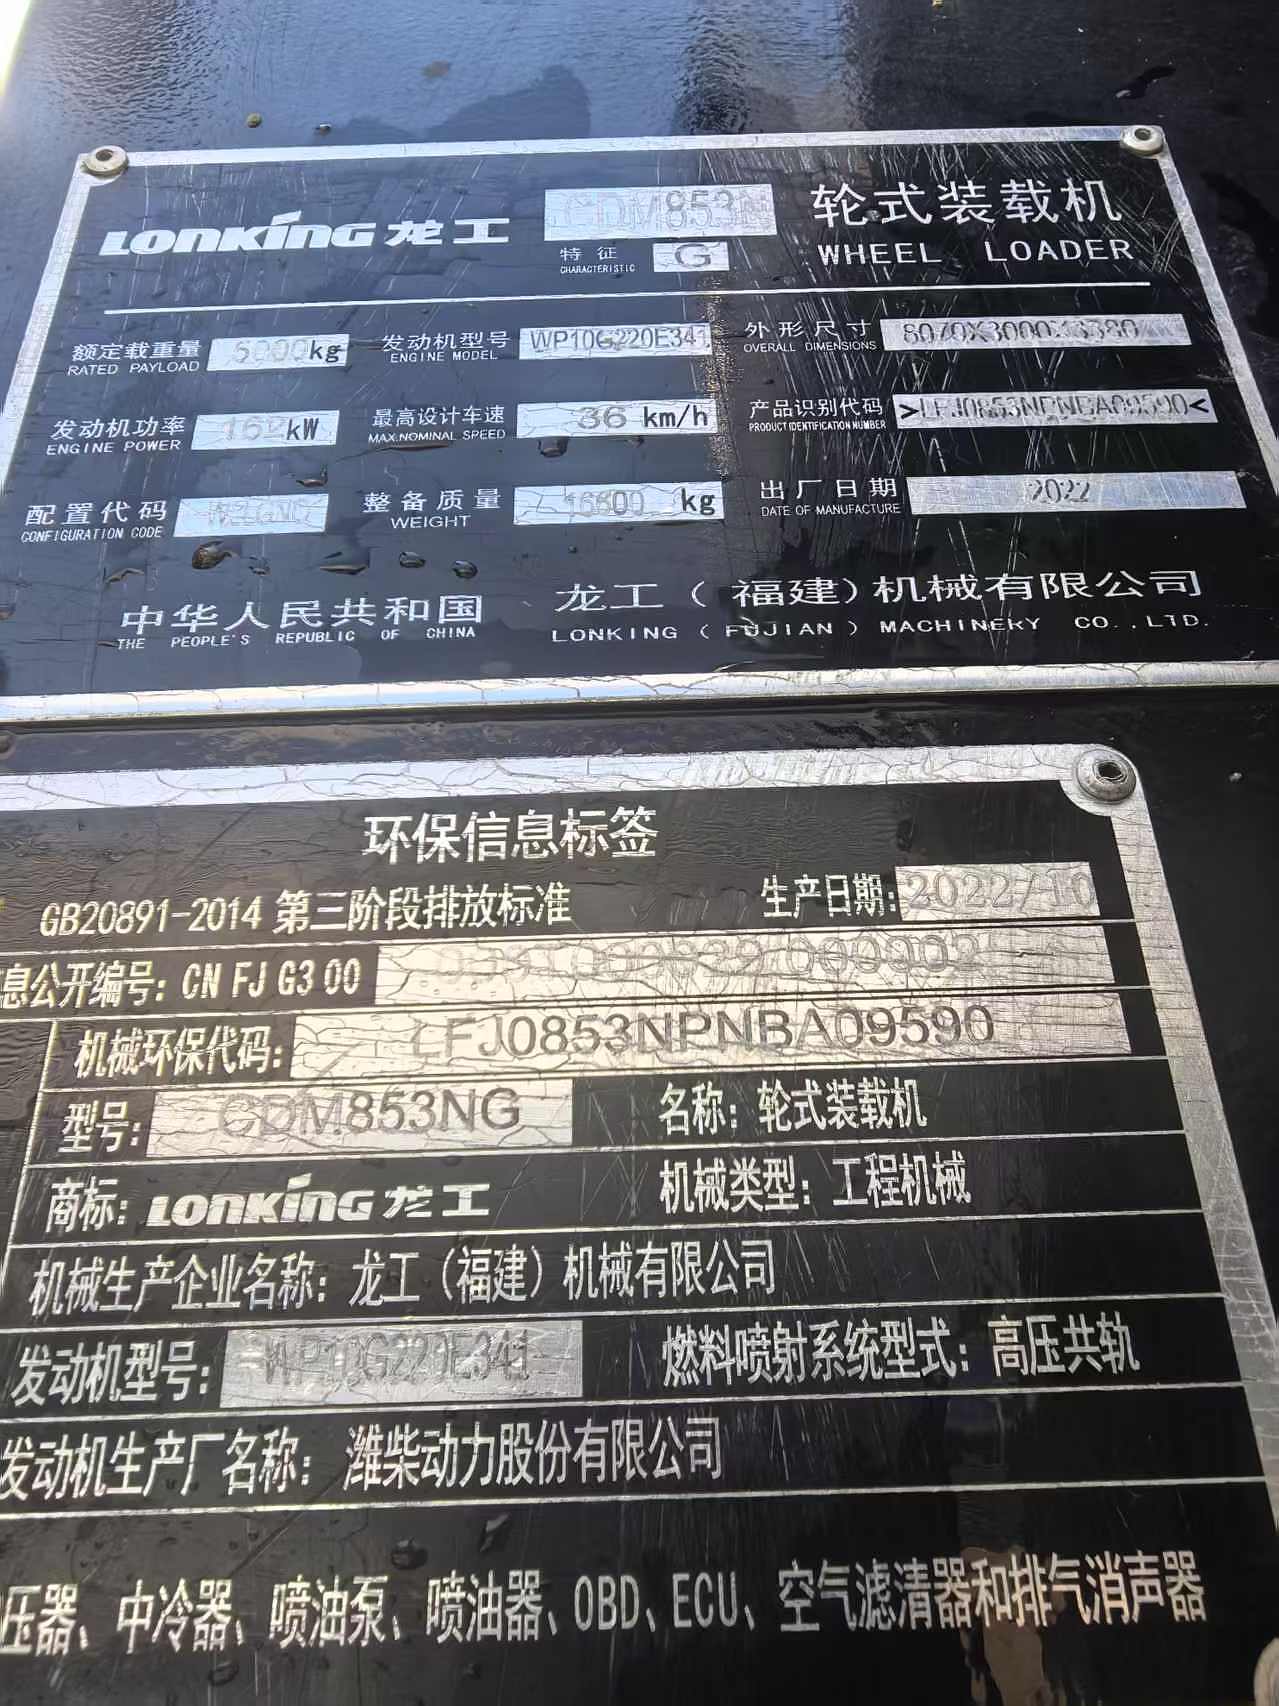 LONKING 龙工 CDM853N 轮式装载机
特征 G WHEEL LOADER
CHARACTERISTIC
额定载重量 5000kg 发动机型号 WP10G220E341 外形尺寸
RATED PAYLOAD ENGINE MODEL OVERALL DIMENSIONS
发动机功率 162kW 最高设计车速 36 km/h 产品识别代码 >LFJ0853NPNBA09590<
ENGINE POWER MAX.NOMINAL SPEED PRODUCT IDENTIFICATION NUMBER
配置代码 整备质量 kg 出厂日期 2022
CONFIGURATION CODE WEIGHT DATE OF MANUFACTURE
中华人民共和国 龙工(福建)机械有限公司
THE PEOPLE'S REPUBLIC OF CHINA LONKING (FUJIAN) MACHINERY CO.,LTD.
环保信息标签
GB20891-2014 第三阶段排放标准 生产日期:2022/10
息公开编号: CN FJ G3 00
机械环保代码: LFJ0853NPNBA09590
型号: CDM853NG 名称: 轮式装载机
商标: LONKING 龙工 机械类型: 工程机械
机械生产企业名称: 龙工(福建)机械有限公司
发动机型号: WP10G220E341 燃料喷射系统型式: 高压共轨
发动机生产厂名称: 潍柴动力股份有限公司
压器、中冷器、喷油泵、喷油器、OBD、ECU、空气滤清器和排气消声器